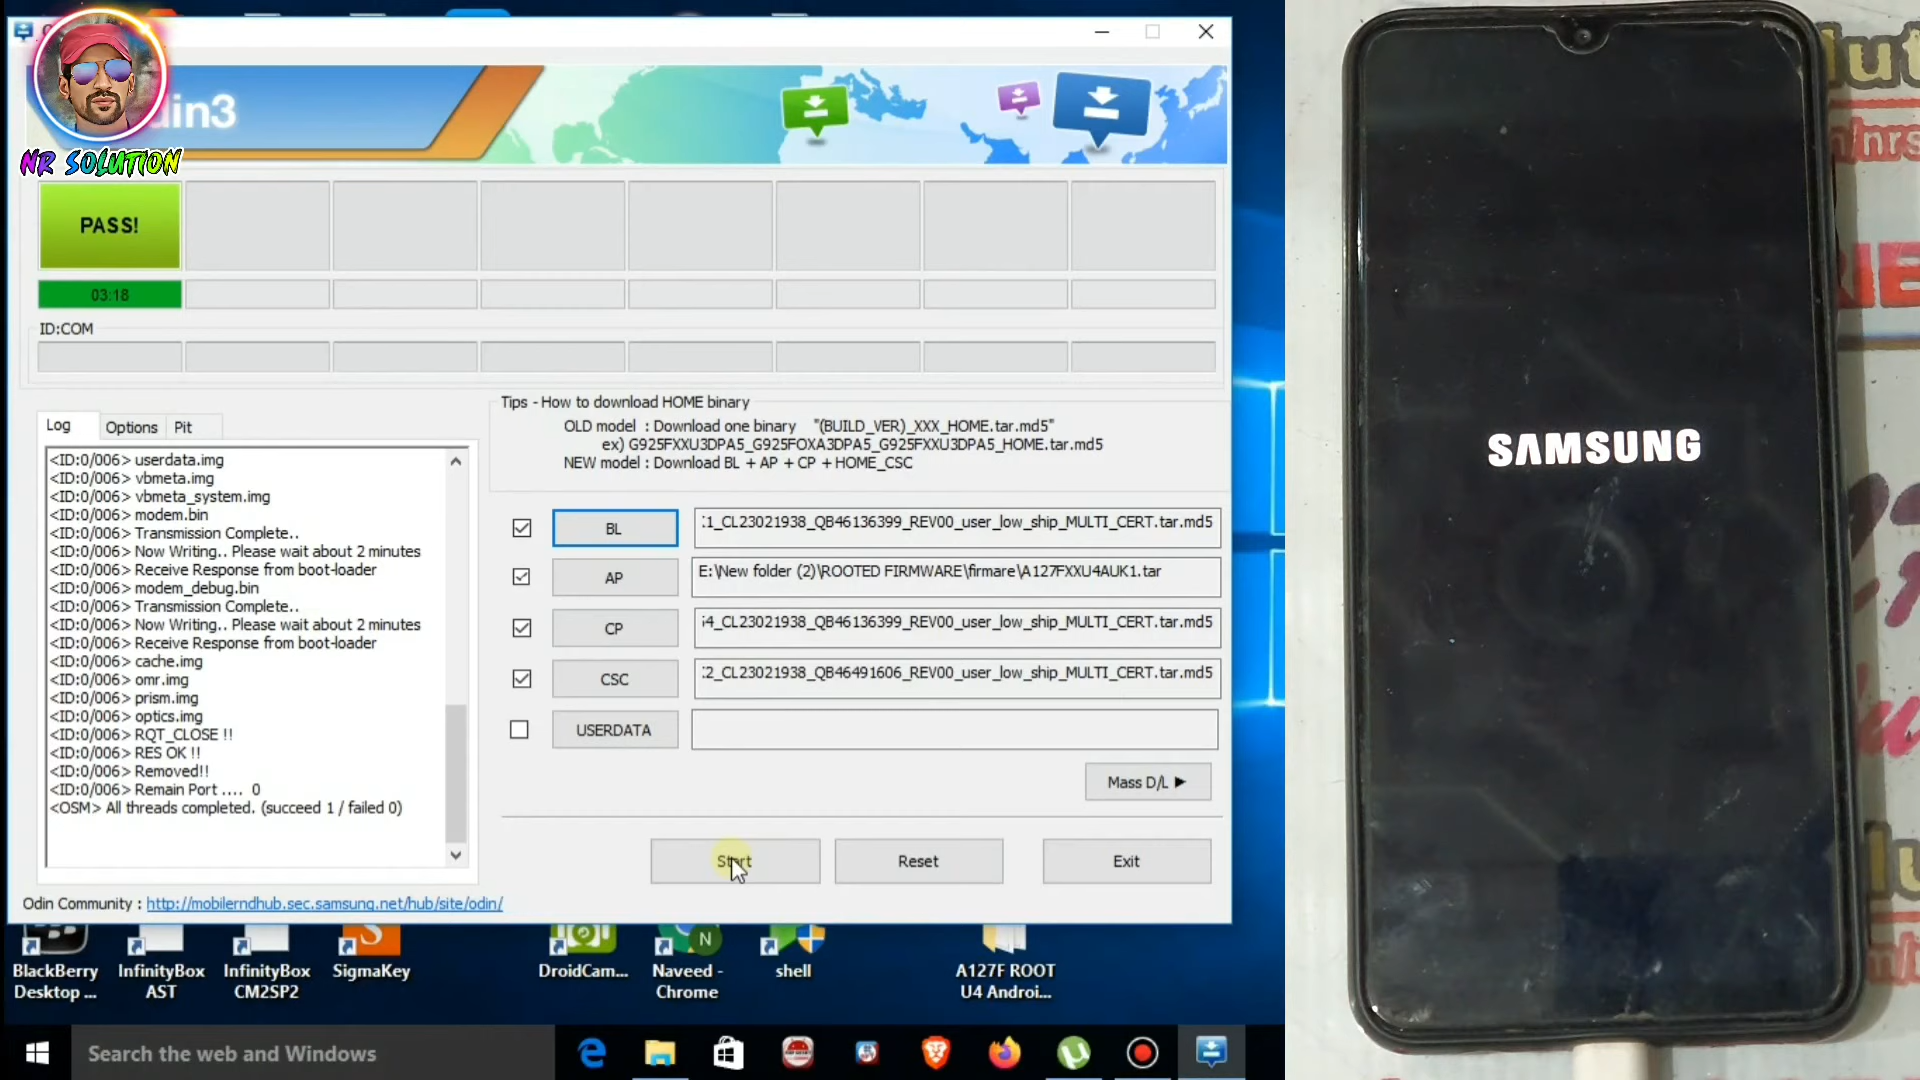 din3
NR SOLUTION
PASS!
03:18
ID:COM
Log
Options
Pit
<ID:0/006> userdata.img
<ID:0/006> vbmeta.img
<ID:0/006> vbmeta_system.img
<ID:0/006> modem.bin
<ID:0/006> Transmission Complete..
<ID:0/006> Now Writing.. Please wait about 2 minutes
<ID:0/006> Receive Response from boot-loader
<ID:0/006> modem_debug.bin
<ID:0/006> Transmission Complete..
<ID:0/006> Now Writing.. Please wait about 2 minutes
<ID:0/006> Receive Response from boot-loader
<ID:0/006> cache.img
<ID:0/006> omr.img
<ID:0/006> prism.img
<ID:0/006> optics.img
<ID:0/006> RQT_CLOSE !!
<ID:0/006> RES OK !!
<ID:0/006> Removed!!
<ID:0/006> Remain Port .... 0
<OSM> All threads completed. (succeed 1 / failed 0)
Tips - How to download HOME binary
OLD model : Download one binary "(BUILD_VER)_XXX_HOME.tar.md5"
ex) G925FXXU3DPA5_G925FOXA3DPA5_G925FXXU3DPA5_HOME.tar.md5
NEW model : Download BL + AP + CP + HOME_CSC
BL
1_CL23021938_QB46136399_REV00_user_low_ship_MULTI_CERT.tar.md5
AP
E:\New folder (2)\ROOTED FIRMWARE\firmare\A127FXXU4AUK1.tar
CP
4_CL23021938_QB46136399_REV00_user_low_ship_MULTI_CERT.tar.md5
CSC
2_CL23021938_QB46491606_REV00_user_low_ship_MULTI_CERT.tar.md5
USERDATA
Mass D/L
Start
Reset
Exit
Odin Community : http://mobilerndhub.sec.samsung.net/hub/site/odin/
BlackBerry
Desktop ...
InfinityBox
AST
InfinityBox
CM2SP2
SigmaKey
DroidCam...
Naveed -
Chrome
shell
A127F ROOT
U4 Androi...
Search the web and Windows
SAMSUNG